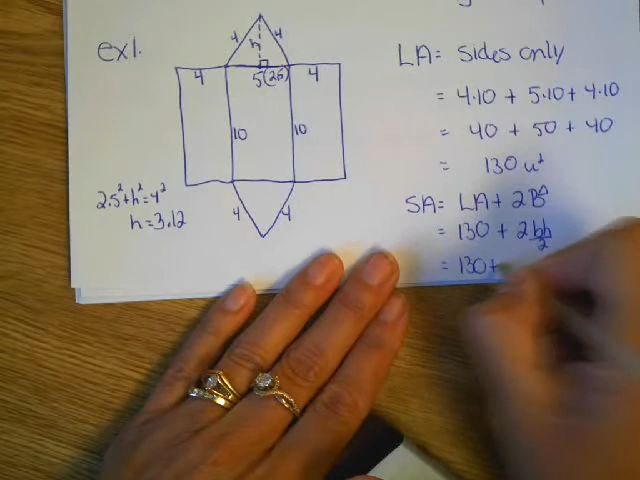 ex1.
4 4
h
4 5(2.5) 4
10 10
4 4
2.5²+h²=4²
h=3.12
LA= sides only
= 4·10 + 5·10 + 4·10
= 40 + 50 + 40
= 130 u²
SA= LA + 2B△
= 130 + 2bh/2
= 130+